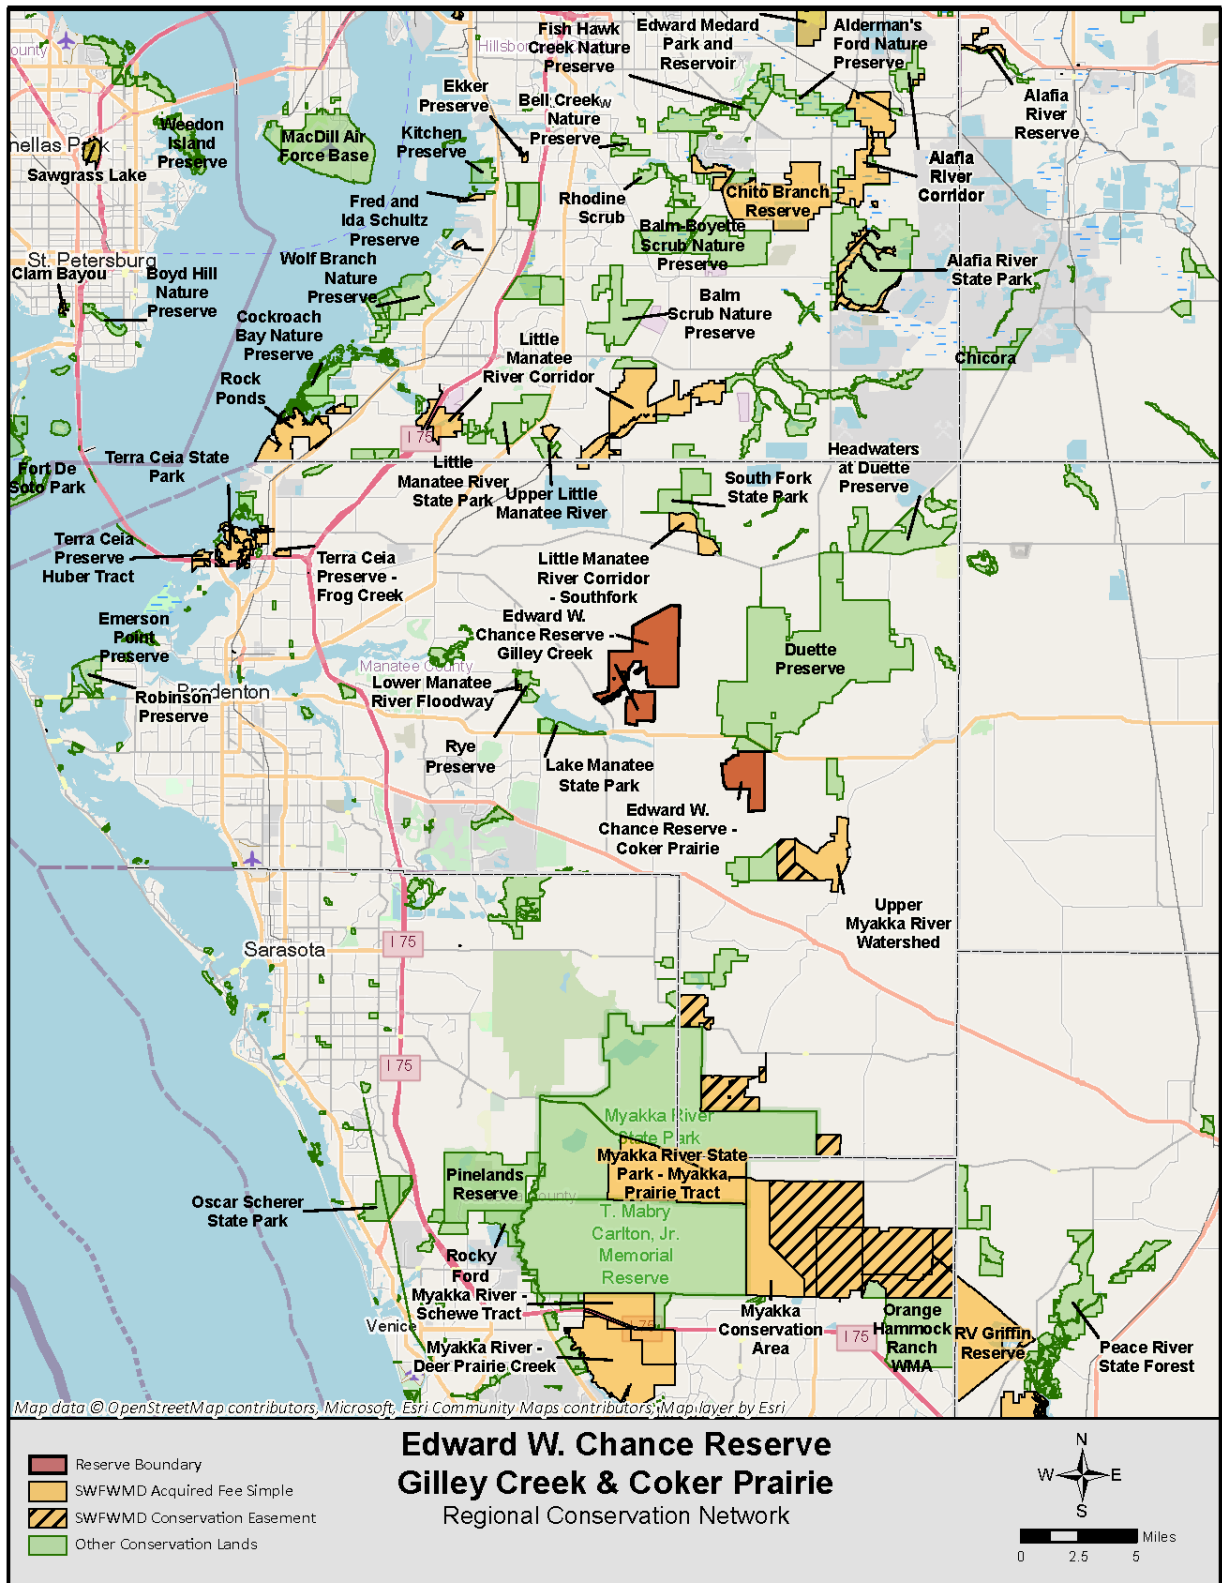 Fish Hawk
Creek Nature
Preserve
Edward Medard
Park and
Reservoir
Alderman's
Ford Nature
Preserve
Hillsbor
ounty
Ekker
Preserve
Bell Creek
Nature
Preserve
Alafia
River
Reserve
Weedon
Island
Preserve
MacDill Air
Force Base
Kitchen
Preserve
nellas Park
Sawgrass Lake
Alafia
River
Corridor
Rhodine
Scrub
Chito Branch
Reserve
Fred and
Ida Schultz
Preserve
Balm-Boyette
Scrub Nature
Preserve
St. Petersburg
Clam Bayou
Boyd Hill
Nature
Preserve
Wolf Branch
Nature
Preserve
Alafia River
State Park
Cockroach
Bay Nature
Preserve
Balm
Scrub Nature
Preserve
Little
Manatee
River Corridor
Chicora
Rock
Ponds
I 75
Fort De
Soto Park
Terra Ceia State
Park
Little
Manatee River
State Park
Upper Little
Manatee River
South Fork
State Park
Headwaters
at Duette
Preserve
Terra Ceia
Preserve
Huber Tract
Terra Ceia
Preserve -
Frog Creek
Little Manatee
River Corridor
- Southfork
Edward W.
Chance Reserve -
Gilley Creek
Emerson
Point
Preserve
Manatee County
Duette
Preserve
Lower Manatee
River Floodway
Bradenton
Robinson
Preserve
Rye
Preserve
Lake Manatee
State Park
Edward W.
Chance Reserve -
Coker Prairie
Upper
Myakka River
Watershed
Sarasota
I 75
I 75
Myakka River
State Park
Myakka River State
Park - Myakka
Prairie Tract
Pinelands
Reserve
County
Oscar Scherer
State Park
T. Mabry
Carlton, Jr.
Memorial
Reserve
Rocky
Ford
Myakka River -
Schewe Tract
Venice
I 75
Myakka
Conservation
Area
I 75
Orange
Hammock
Ranch
WMA
RV Griffin
Reserve
Peace River
State Forest
Myakka River -
Deer Prairie Creek
Map data © OpenStreetMap contributors, Microsoft, Esri Community Maps contributors, Map layer by Esri
Edward W. Chance Reserve
Gilley Creek & Coker Prairie
Regional Conservation Network
Reserve Boundary
SWFWMD Acquired Fee Simple
SWFWMD Conservation Easement
Other Conservation Lands
N
W
E
S
Miles
0 2.5 5